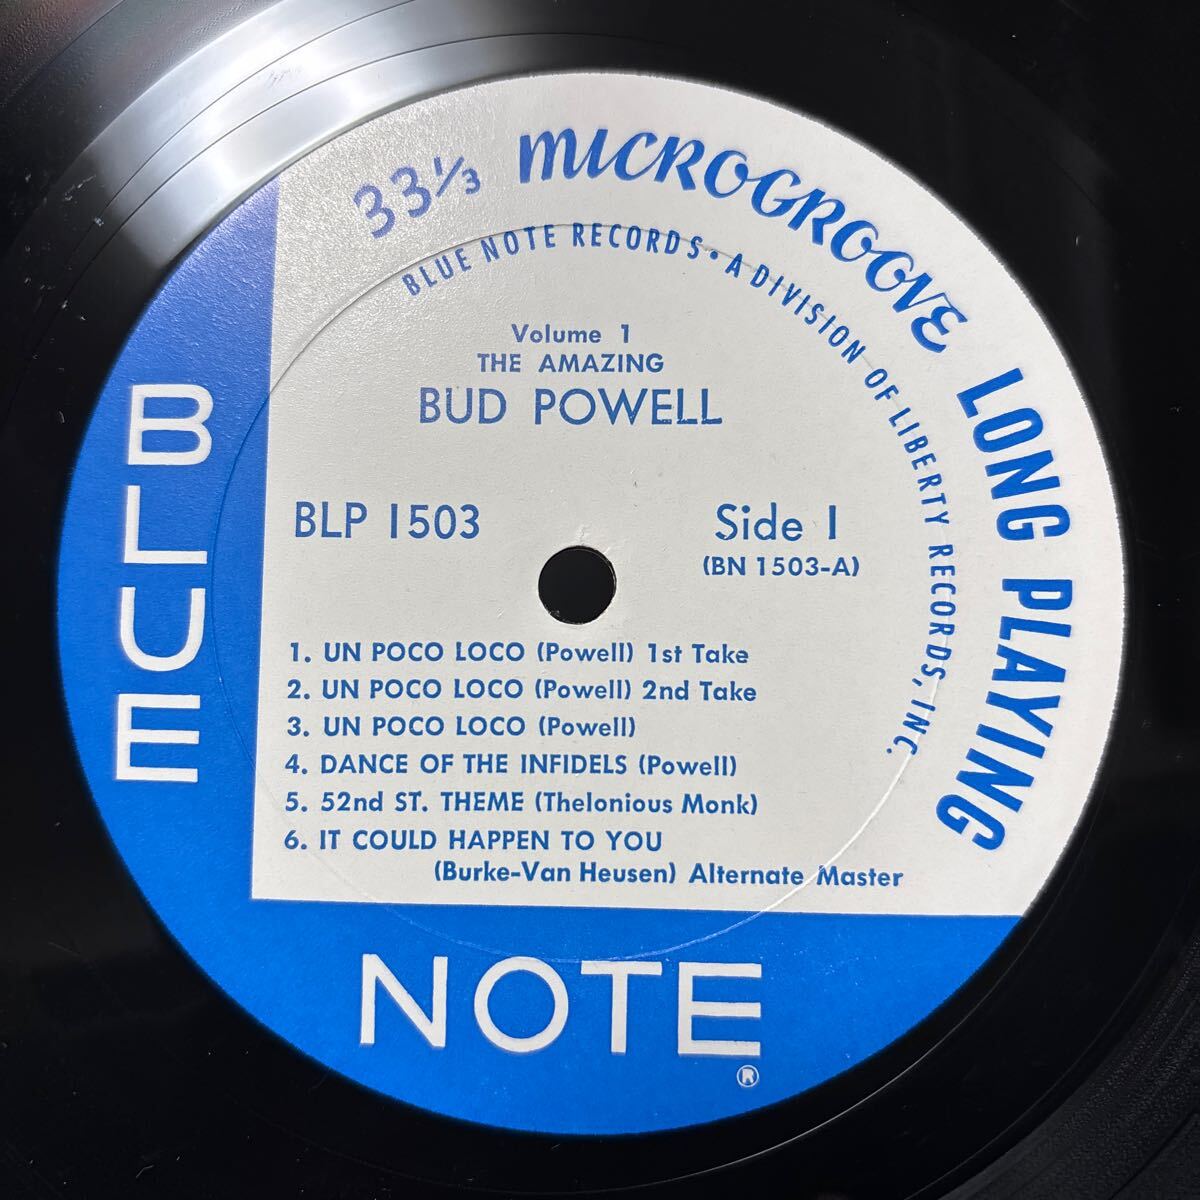 33⅓ MICROGROOVE LONG PLAYING
BLUE NOTE RECORDS • A DIVISION OF LIBERTY RECORDS, INC.
Volume 1
THE AMAZING
BUD POWELL
BLP 1503
Side 1
(BN 1503-A)
1. UN POCO LOCO (Powell) 1st Take
2. UN POCO LOCO (Powell) 2nd Take
3. UN POCO LOCO (Powell)
4. DANCE OF THE INFIDELS (Powell)
5. 52nd ST. THEME (Thelonious Monk)
6. IT COULD HAPPEN TO YOU
(Burke-Van Heusen) Alternate Master
BLUE
NOTE
®